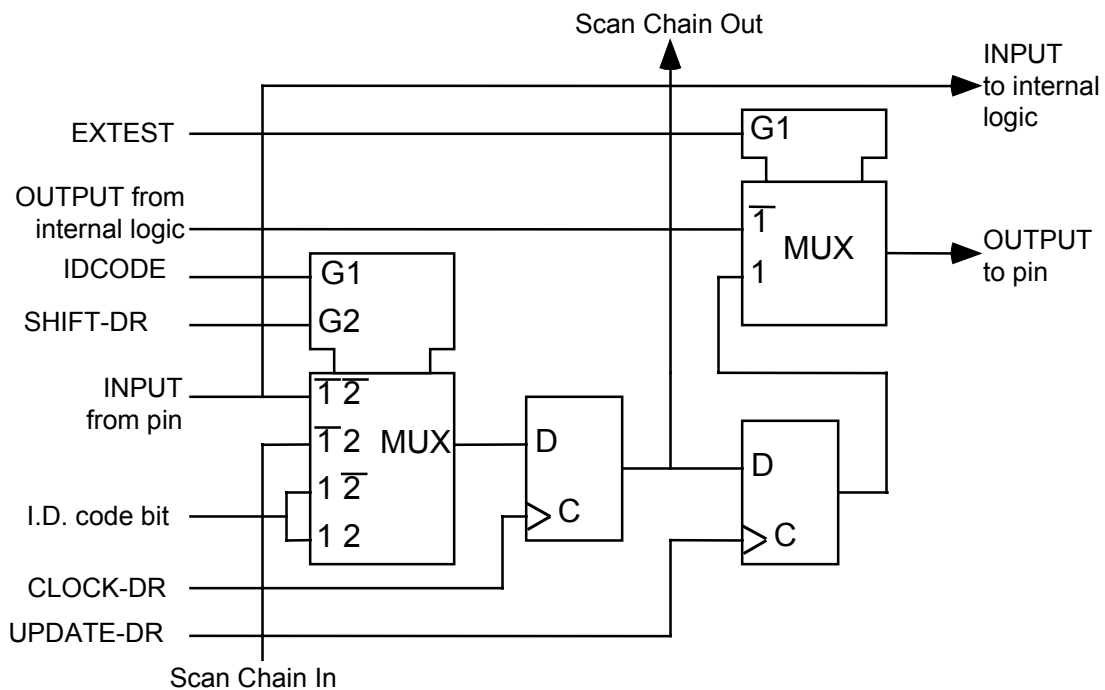 Scan Chain Out
INPUT
to internal
logic
EXTEST
G1
OUTPUT from
internal logic
1̅
MUX
1
OUTPUT
to pin
IDCODE
G1
SHIFT-DR
G2
INPUT
from pin
1̅ 2̅
1̅ 2
MUX
1 2̅
1 2
D
C
D
C
I.D. code bit
CLOCK-DR
UPDATE-DR
Scan Chain In